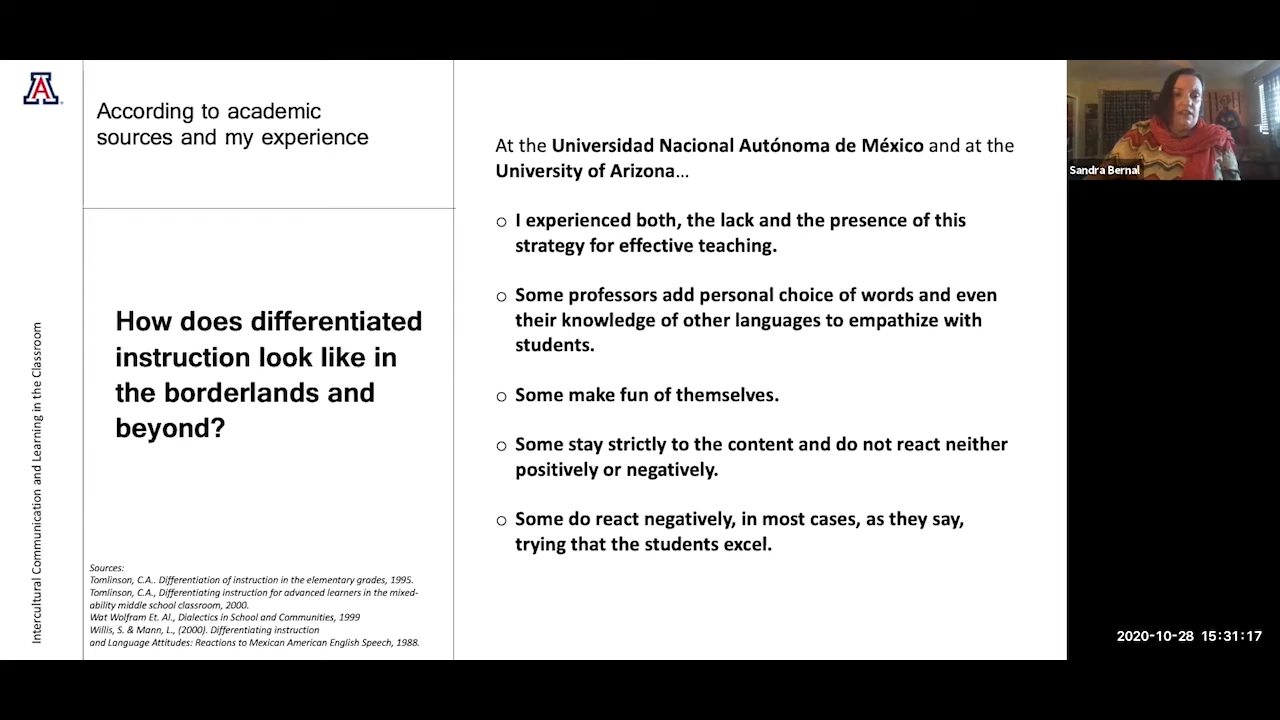 A
According to academic
sources and my experience
How does differentiated
instruction look like in
the borderlands and
beyond?
Intercultural Communication and Learning in the Classroom
Sources:
Tomlinson, C.A.. Differentiation of instruction in the elementary grades, 1995.
Tomlinson, C.A., Differentiating instruction for advanced learners in the mixed-
ability middle school classroom, 2000.
Wat Wolfram Et. Al., Dialectics in School and Communities, 1999
Willis, S. & Mann, L., (2000). Differentiating instruction
and Language Attitudes: Reactions to Mexican American English Speech, 1988.
At the Universidad Nacional Autónoma de México and at the
University of Arizona…
o I experienced both, the lack and the presence of this
strategy for effective teaching.
o Some professors add personal choice of words and even
their knowledge of other languages to empathize with
students.
o Some make fun of themselves.
o Some stay strictly to the content and do not react neither
positively or negatively.
o Some do react negatively, in most cases, as they say,
trying that the students excel.
Sandra Bernal
2020-10-28 15:31:17